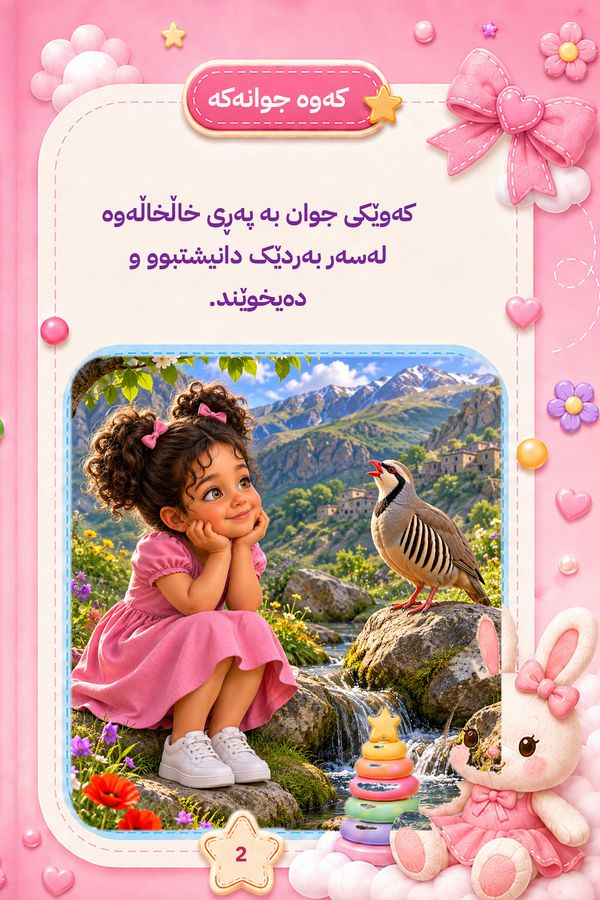 کەوە جوانەکە
کەوێکی جوان بە پەڕی خاڵخاڵەوە
لەسەر بەردێک دانیشتبوو و
دەیخوێند.
2